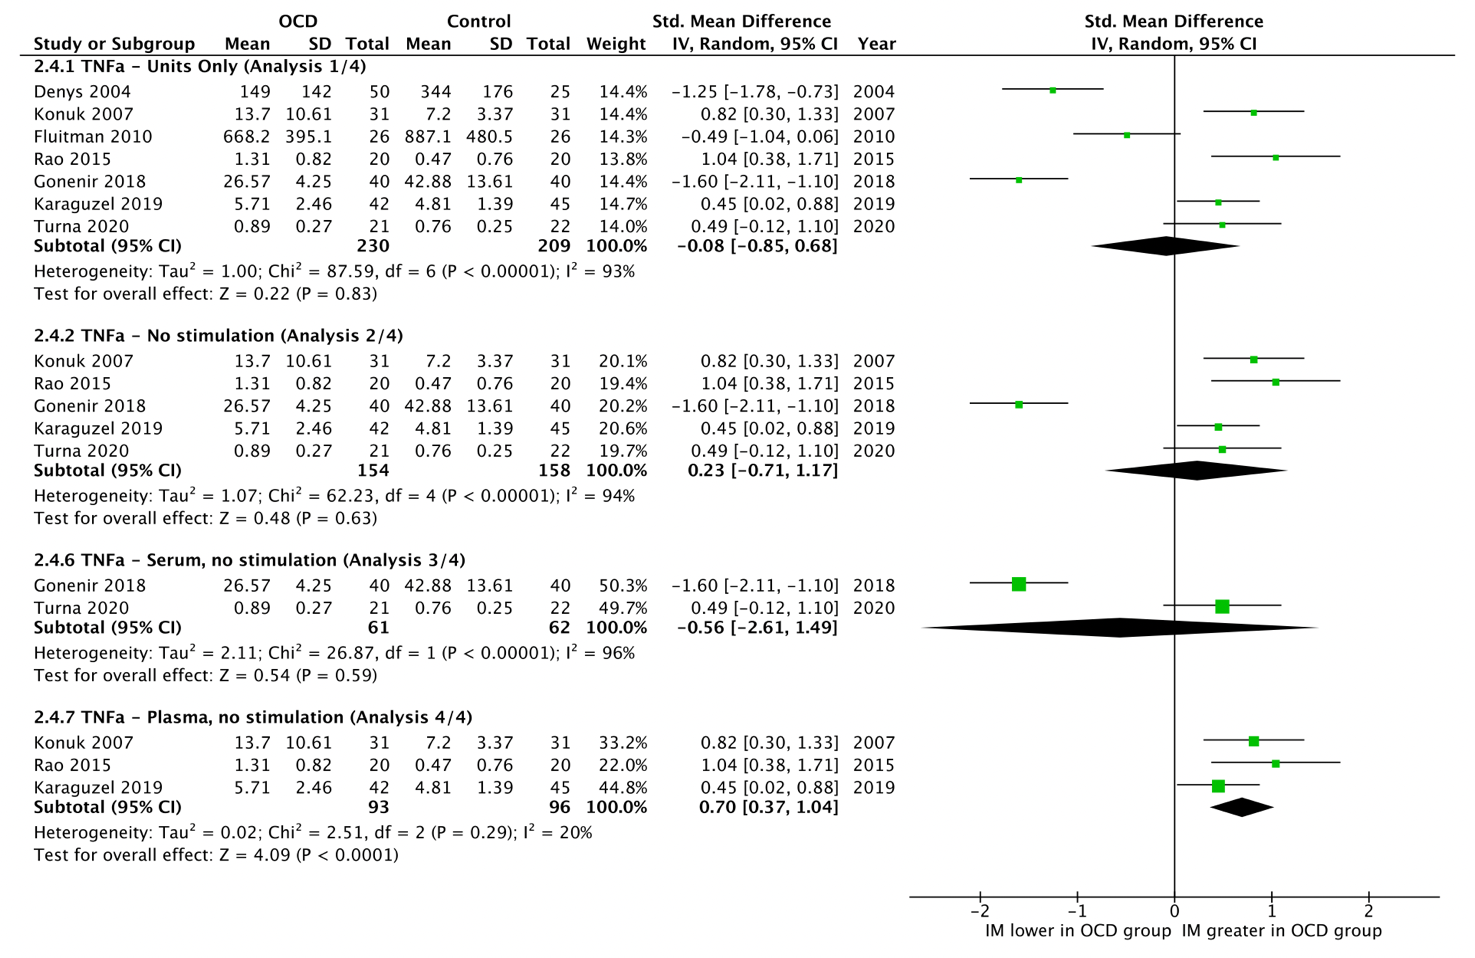 OCD Control Std. Mean Difference Std. Mean Difference
Study or Subgroup Mean SD Total Mean SD Total Weight IV, Random, 95% CI Year IV, Random, 95% CI
2.4.1 TNFa – Units Only (Analysis 1/4)
Denys 2004 149 142 50 344 176 25 14.4% −1.25 [−1.78, −0.73] 2004
Konuk 2007 13.7 10.61 31 7.2 3.37 31 14.4% 0.82 [0.30, 1.33] 2007
Fluitman 2010 668.2 395.1 26 887.1 480.5 26 14.3% −0.49 [−1.04, 0.06] 2010
Rao 2015 1.31 0.82 20 0.47 0.76 20 13.8% 1.04 [0.38, 1.71] 2015
Gonenir 2018 26.57 4.25 40 42.88 13.61 40 14.4% −1.60 [−2.11, −1.10] 2018
Karaguzel 2019 5.71 2.46 42 4.81 1.39 45 14.7% 0.45 [0.02, 0.88] 2019
Turna 2020 0.89 0.27 21 0.76 0.25 22 14.0% 0.49 [−0.12, 1.10] 2020
Subtotal (95% CI) 230 209 100.0% −0.08 [−0.85, 0.68]
Heterogeneity: Tau² = 1.00; Chi² = 87.59, df = 6 (P < 0.00001); I² = 93%
Test for overall effect: Z = 0.22 (P = 0.83)
2.4.2 TNFa – No stimulation (Analysis 2/4)
Konuk 2007 13.7 10.61 31 7.2 3.37 31 20.1% 0.82 [0.30, 1.33] 2007
Rao 2015 1.31 0.82 20 0.47 0.76 20 19.4% 1.04 [0.38, 1.71] 2015
Gonenir 2018 26.57 4.25 40 42.88 13.61 40 20.2% −1.60 [−2.11, −1.10] 2018
Karaguzel 2019 5.71 2.46 42 4.81 1.39 45 20.6% 0.45 [0.02, 0.88] 2019
Turna 2020 0.89 0.27 21 0.76 0.25 22 19.7% 0.49 [−0.12, 1.10] 2020
Subtotal (95% CI) 154 158 100.0% 0.23 [−0.71, 1.17]
Heterogeneity: Tau² = 1.07; Chi² = 62.23, df = 4 (P < 0.00001); I² = 94%
Test for overall effect: Z = 0.48 (P = 0.63)
2.4.6 TNFa – Serum, no stimulation (Analysis 3/4)
Gonenir 2018 26.57 4.25 40 42.88 13.61 40 50.3% −1.60 [−2.11, −1.10] 2018
Turna 2020 0.89 0.27 21 0.76 0.25 22 49.7% 0.49 [−0.12, 1.10] 2020
Subtotal (95% CI) 61 62 100.0% −0.56 [−2.61, 1.49]
Heterogeneity: Tau² = 2.11; Chi² = 26.87, df = 1 (P < 0.00001); I² = 96%
Test for overall effect: Z = 0.54 (P = 0.59)
2.4.7 TNFa – Plasma, no stimulation (Analysis 4/4)
Konuk 2007 13.7 10.61 31 7.2 3.37 31 33.2% 0.82 [0.30, 1.33] 2007
Rao 2015 1.31 0.82 20 0.47 0.76 20 22.0% 1.04 [0.38, 1.71] 2015
Karaguzel 2019 5.71 2.46 42 4.81 1.39 45 44.8% 0.45 [0.02, 0.88] 2019
Subtotal (95% CI) 93 96 100.0% 0.70 [0.37, 1.04]
Heterogeneity: Tau² = 0.02; Chi² = 2.51, df = 2 (P = 0.29); I² = 20%
Test for overall effect: Z = 4.09 (P < 0.0001)
−2 −1 0 1 2
IM lower in OCD group IM greater in OCD group